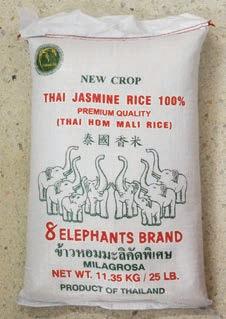 NEW CROP
THAI JASMINE RICE 100%
PREMIUM QUALITY
(THAI HOM MALI RICE)
泰國香米
8 ELEPHANTS BRAND
ข้าวหอมมะลิคัดพิเศษ
MILAGROSA
NET WT. 11.35 KG / 25 LB.
PRODUCT OF THAILAND